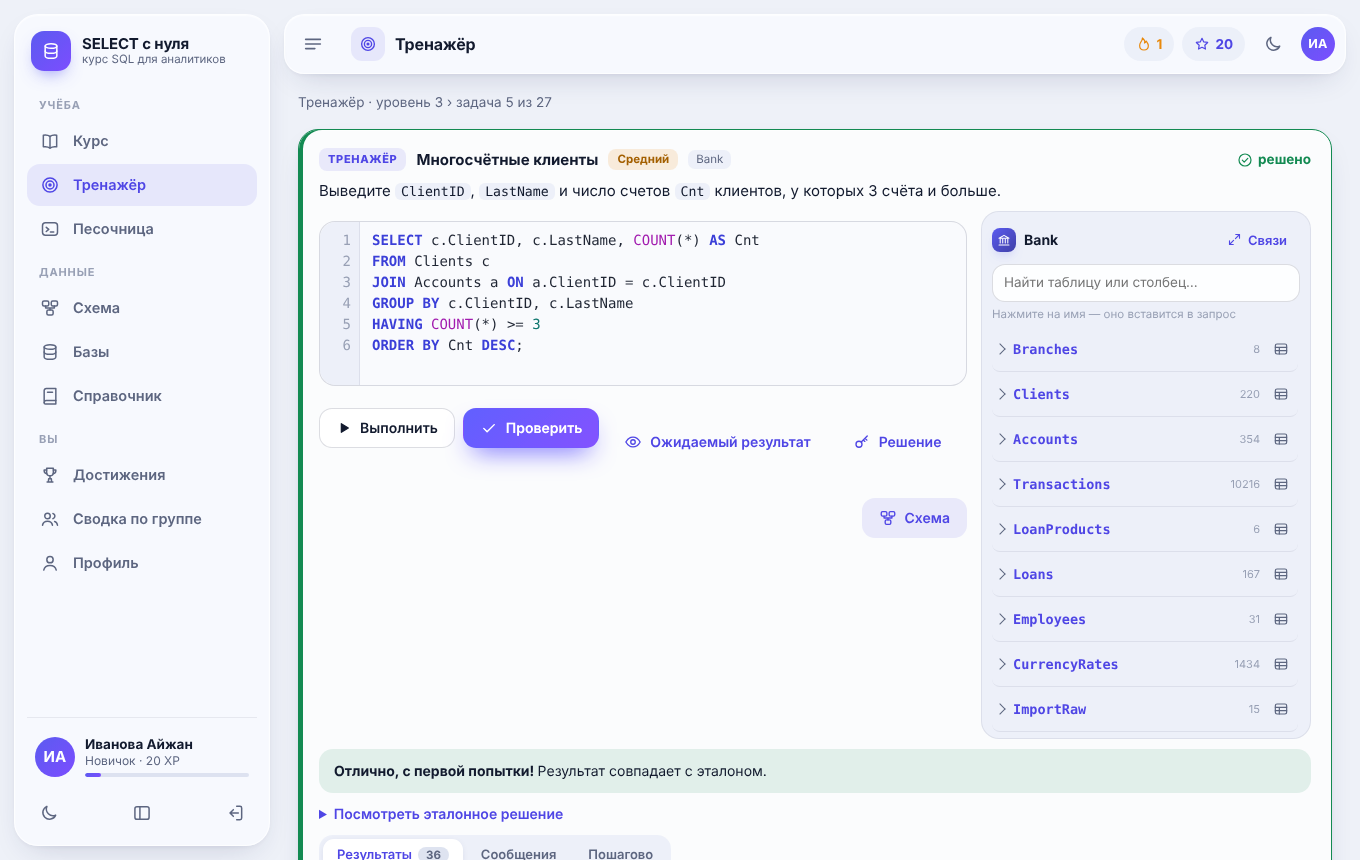 SELECT с нуля
курс SQL для аналитиков
УЧЁБА
Курс
Тренажёр
Песочница
ДАННЫЕ
Схема
Базы
Справочник
ВЫ
Достижения
Сводка по группе
Профиль
ИА
Иванова Айжан
Новичок · 20 XP
Тренажёр
1
20
ИА
Тренажёр · уровень 3 › задача 5 из 27
ТРЕНАЖЁР Многосчётные клиенты Средний Bank
решено
Выведите ClientID, LastName и число счетов Cnt клиентов, у которых 3 счёта и больше.
1 SELECT c.ClientID, c.LastName, COUNT(*) AS Cnt
2 FROM Clients c
3 JOIN Accounts a ON a.ClientID = c.ClientID
4 GROUP BY c.ClientID, c.LastName
5 HAVING COUNT(*) >= 3
6 ORDER BY Cnt DESC;
Выполнить
Проверить
Ожидаемый результат
Решение
Схема
Bank
Связи
Найти таблицу или столбец...
Нажмите на имя — оно вставится в запрос
Branches 8
Clients 220
Accounts 354
Transactions 10216
LoanProducts 6
Loans 167
Employees 31
CurrencyRates 1434
ImportRaw 15
Отлично, с первой попытки! Результат совпадает с эталоном.
Посмотреть эталонное решение
Результаты 36 Сообщения Пошагово